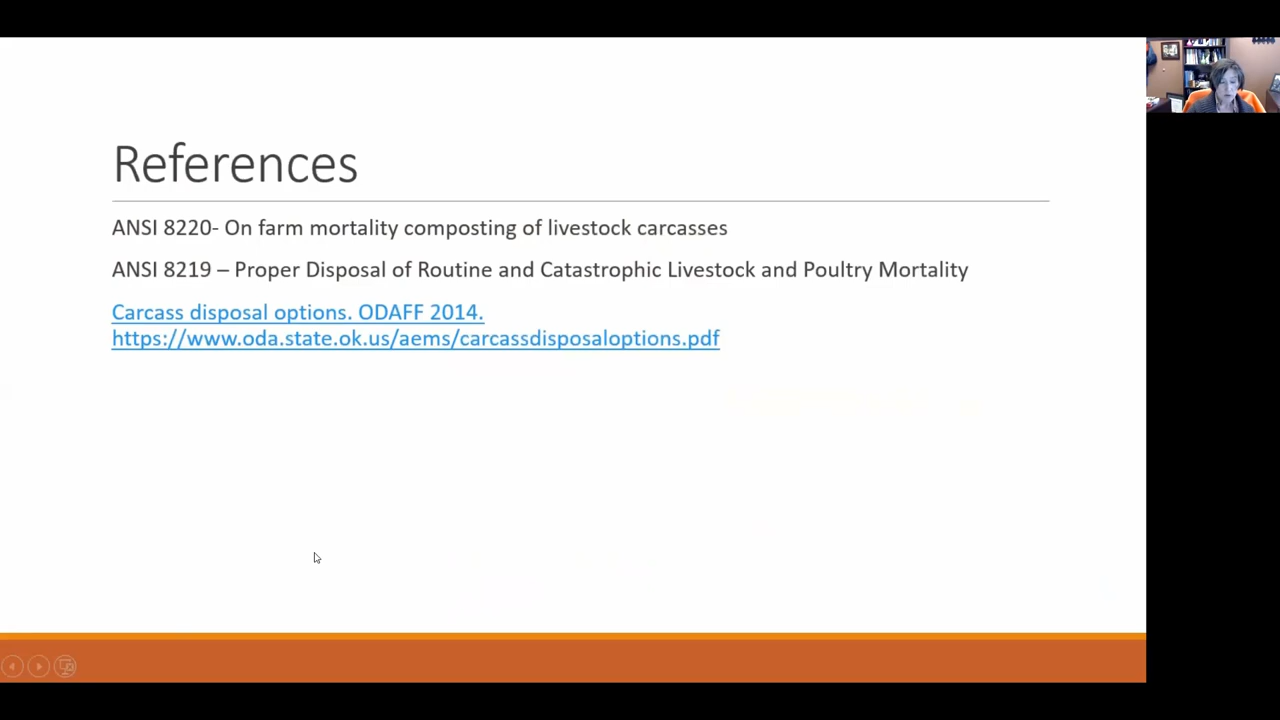 References
ANSI 8220- On farm mortality composting of livestock carcasses
ANSI 8219 – Proper Disposal of Routine and Catastrophic Livestock and Poultry Mortality
Carcass disposal options. ODAFF 2014.
https://www.oda.state.ok.us/aems/carcassdisposaloptions.pdf